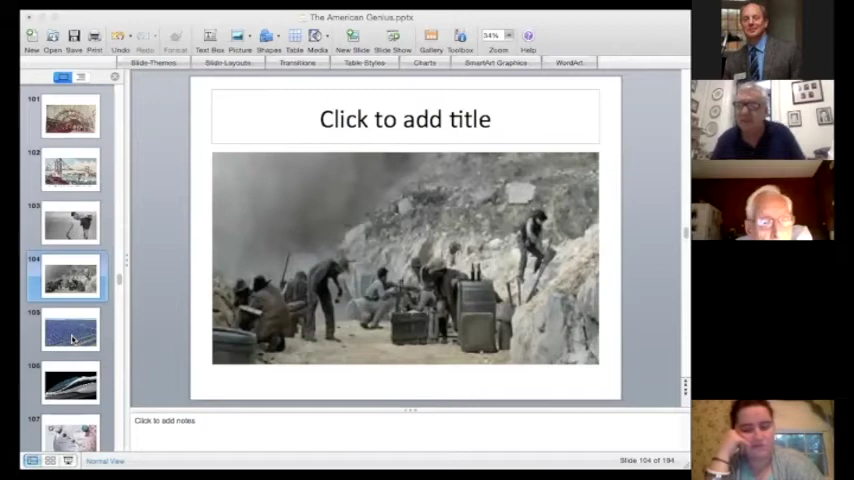 The American Genius.pptx
New Open Save Print Undo Redo Format Text Box Picture Shapes Table Media New Slide Slide Show Gallery Toolbox Zoom Help
34%
Slide Themes Slide Layouts Transitions Table Styles Charts SmartArt Graphics WordArt
101
102
103
104
105
106
107
Click to add title
Click to add notes
Normal View
Slide 104 of 194